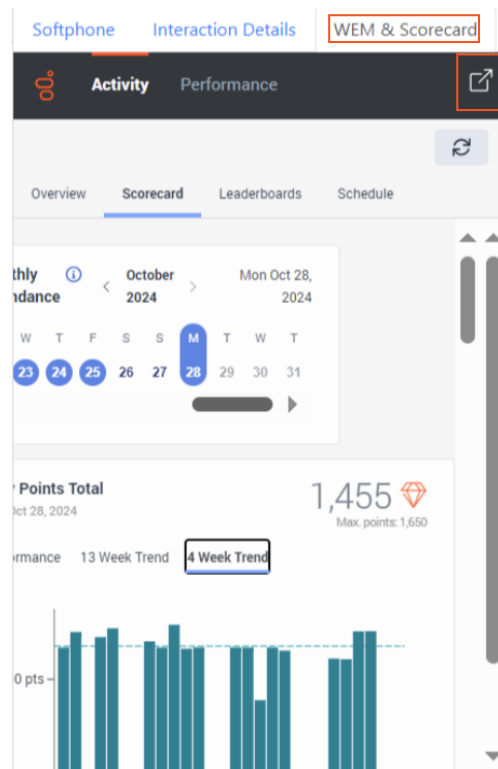 Softphone Interaction Details WEM & Scorecard
Activity Performance
Overview Scorecard Leaderboards Schedule
thly October Mon Oct 28,
ndance 2024 2024
W T F S S M T W T
23 24 25 26 27 28 29 30 31
Points Total 1,455
Oct 28, 2024 Max. points: 1,650
rmance 13 Week Trend 4 Week Trend
0 pts